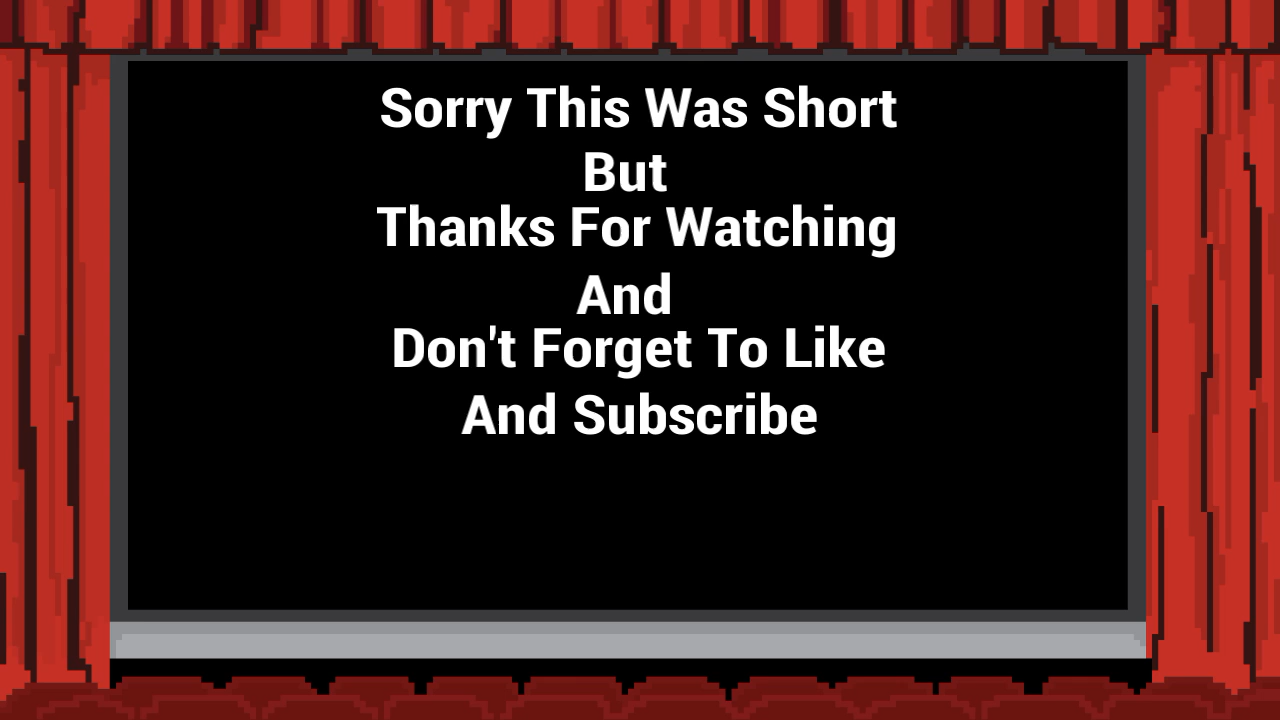 Sorry This Was Short
But
Thanks For Watching
And
Don't Forget To Like
And Subscribe